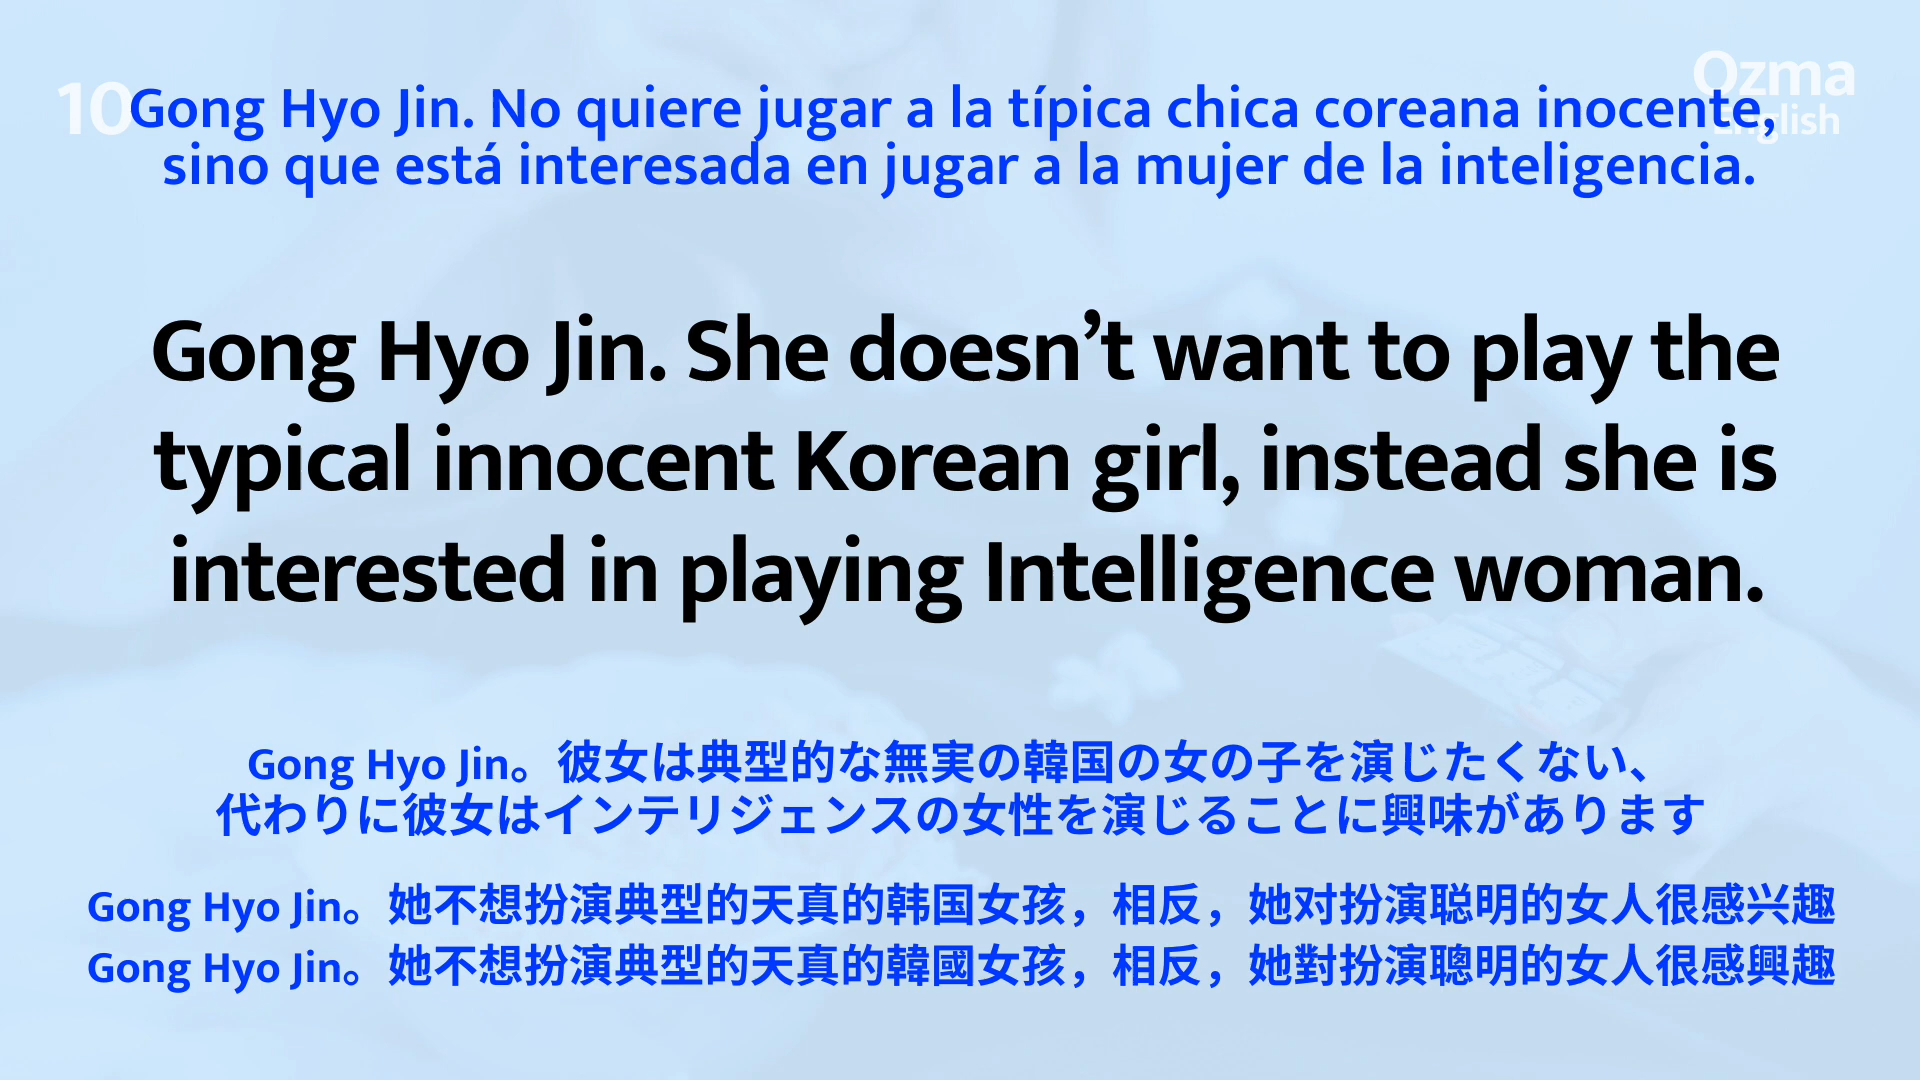 10
Ozma
English
Gong Hyo Jin. No quiere jugar a la típica chica coreana inocente,
sino que está interesada en jugar a la mujer de la inteligencia.
Gong Hyo Jin. She doesn’t want to play the
typical innocent Korean girl, instead she is
interested in playing Intelligence woman.
Gong Hyo Jin。彼女は典型的な無実の韓国の女の子を演じたくない、
代わりに彼女はインテリジェンスの女性を演じることに興味があります
Gong Hyo Jin。她不想扮演典型的天真的韩国女孩，相反，她对扮演聪明的女人很感兴趣
Gong Hyo Jin。她不想扮演典型的天真的韓國女孩，相反，她對扮演聰明的女人很感興趣